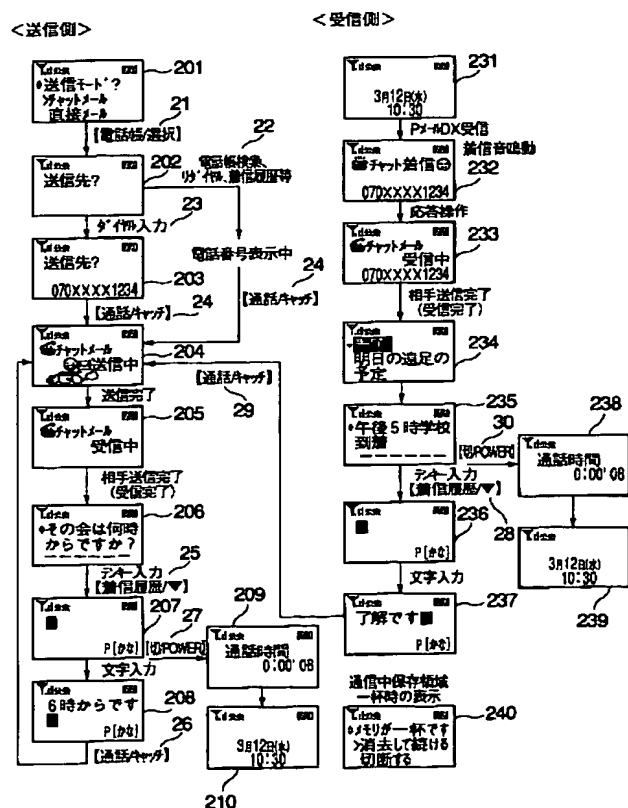 <送信側>
送信モード?
>チャットメール
直接メール
201
21
【電話帳/選択】
22
電話帳検索、
リダイヤル、着信履歴等
202
送信先?
23
ダイヤル入力
送信先?
070XXXX1234
203
24
【通話/キャッチ】
電話番号表示中
24
【通話/キャッチ】
チャットメール
送信中
204
送信完了
【通話/キャッチ】
29
チャットメール
受信中
205
相手送信完了
(受信完了)
その会は何時
からですか?
206
25
テンキー入力
【着信履歴/▼】
P[かな]
207
27
【切/POWER】
文字入力
6時からです
P[かな]
208
26
【通話/キャッチ】
209
通話時間
0:00'08
3月12日(水)
10:30
210
<受信側>
3月12日(水)
10:30
231
PメールDX受信
着信音鳴動
チャット着信
070XXXX1234
232
応答操作
チャットメール
受信中
070XXXX1234
233
相手送信完了
(受信完了)
明日の遠足の
予定
234
午後5時学校
到着
235
30
【切/POWER】
238
通話時間
0:00'08
テンキー入力
【着信履歴/▼】
28
236
P[かな]
文字入力
3月12日(水)
10:30
239
了解です
P[かな]
237
通信中保存領域
一杯時の表示
メモリが一杯です
>消去して続ける
切断する
240